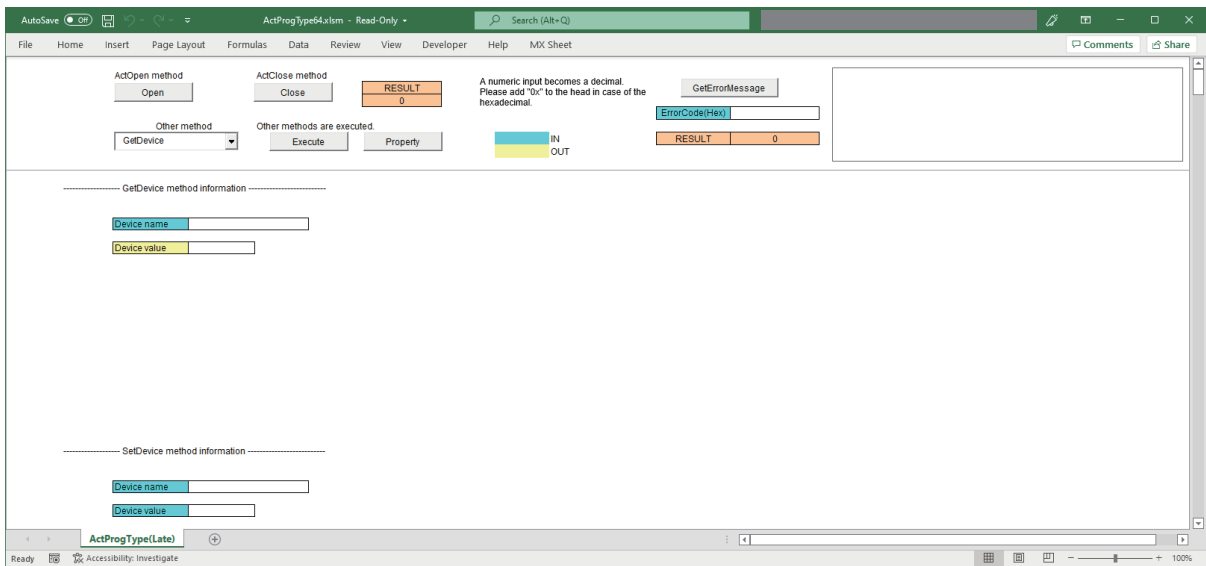 AutoSave Off ActProgType64.xlsm - Read-Only Search (Alt+Q)
File Home Insert Page Layout Formulas Data Review View Developer Help MX Sheet Comments Share
ActOpen method ActClose method
Open Close
RESULT
0
A numeric input becomes a decimal.
Please add "0x" to the head in case of the
hexadecimal.
GetErrorMessage
ErrorCode(Hex)
Other method Other methods are executed.
GetDevice Execute Property
IN
OUT
RESULT 0
------------------- GetDevice method information --------------------------
Device name
Device value
------------------- SetDevice method information --------------------------
Device name
Device value
ActProgType(Late)
Ready Accessibility: Investigate 100%